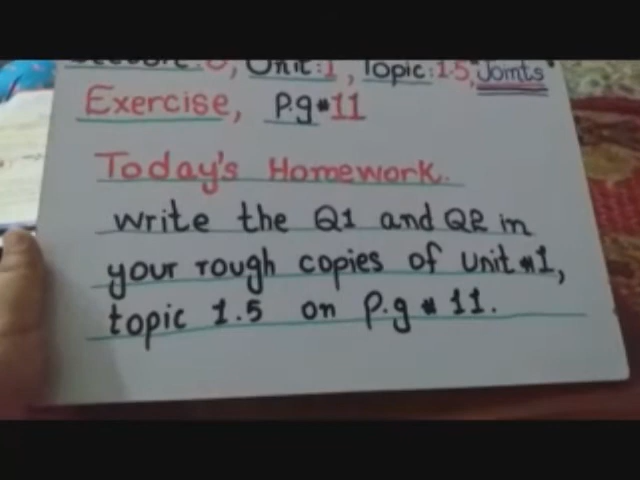 Unit:1, Topic:1.5,"Joints"
Exercise, P.g#11
Today's Homework.
Write the Q1 and Q2 in
your rough copies of Unit#1,
topic 1.5 on P.g # 11.